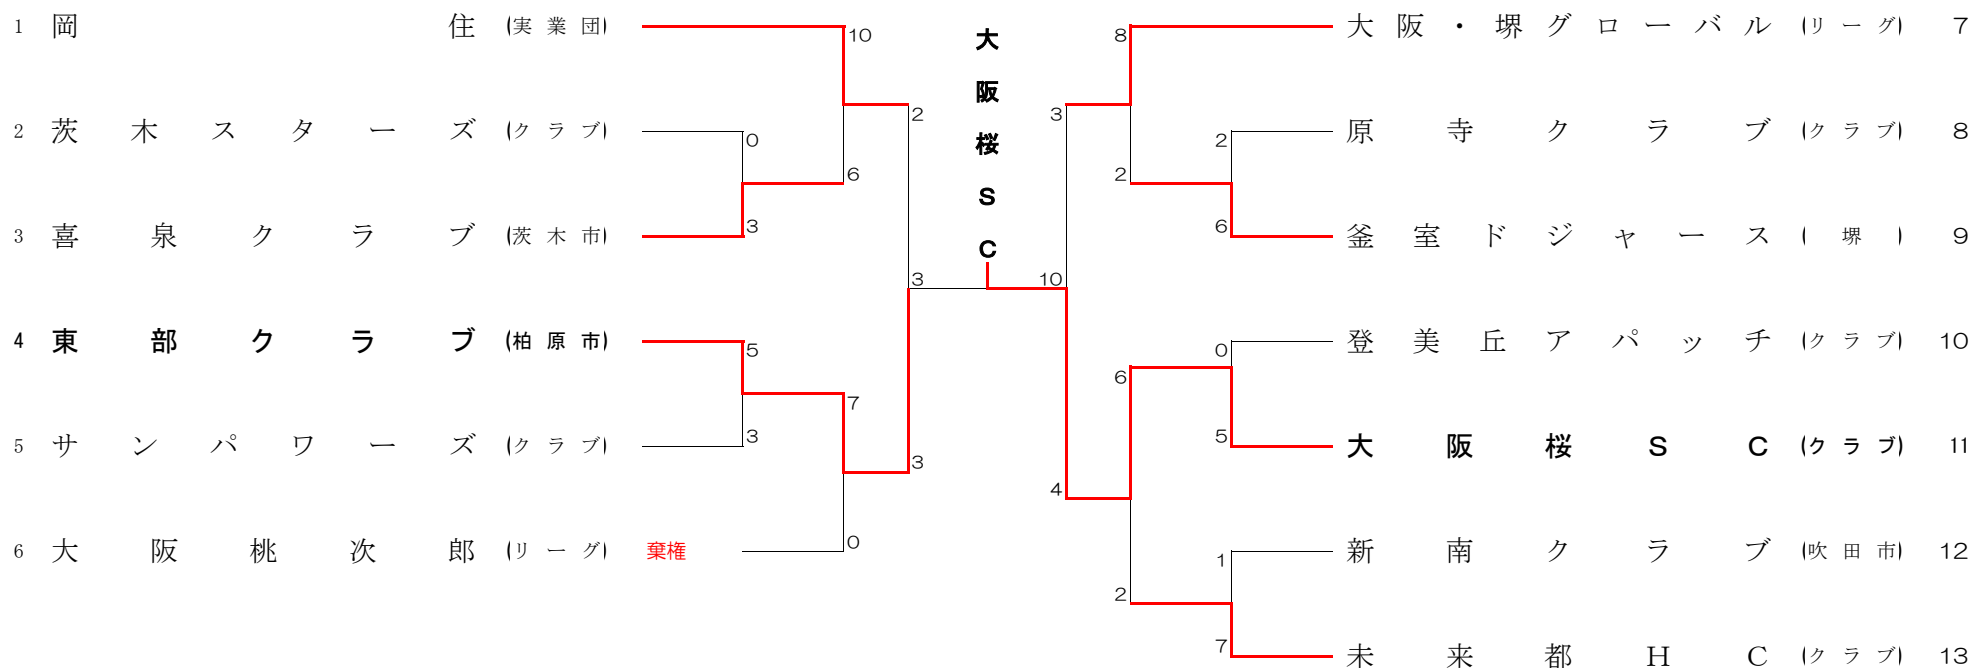 1 岡住 (実業団)
2 茨木スターズ (クラブ)
3 喜泉クラブ (茨木市)
4 東部クラブ (柏原市)
5 サンパワーズ (クラブ)
6 大阪桃次郎 (リーグ) 棄権
10
2
0
6
3
3
5
7
3
3
0
大阪桜SC
8
3
2
2
6
10
0
6
5
4
1
2
7
大阪・堺グローバル (リーグ) 7
原寺クラブ (クラブ) 8
釜室ドジャース (堺) 9
登美丘アパッチ (クラブ) 10
大阪桜SC (クラブ) 11
新南クラブ (吹田市) 12
未来都HC (クラブ) 13